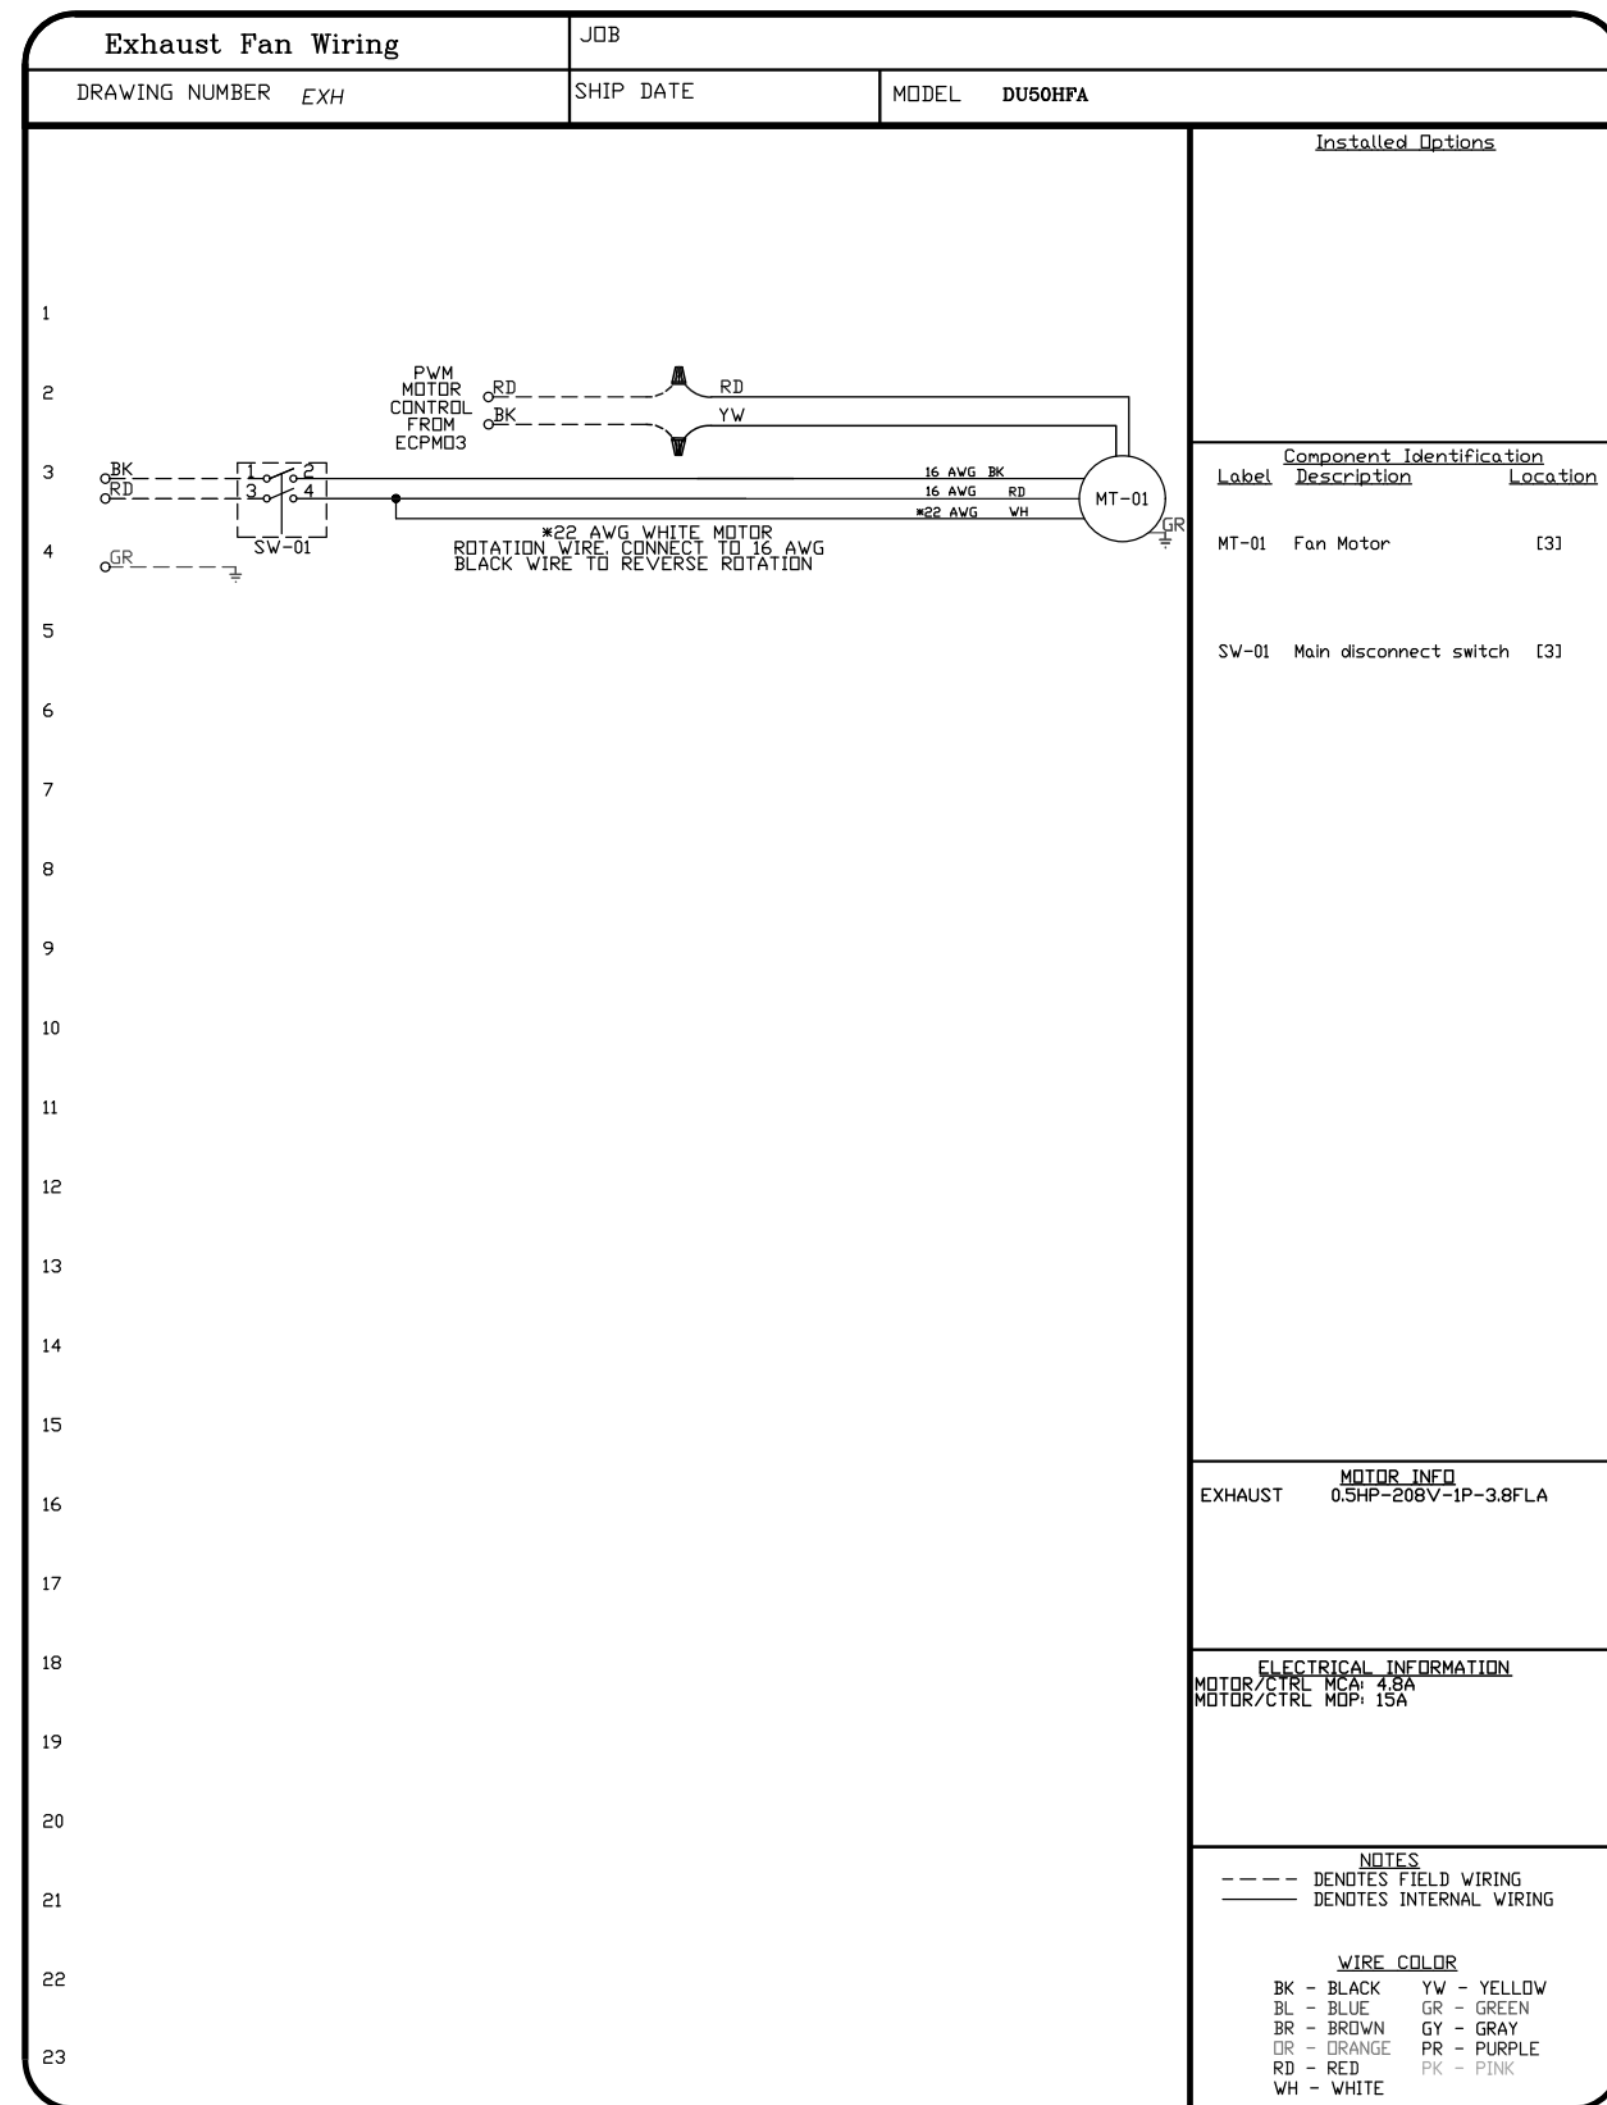 Exhaust Fan Wiring
JOB
DRAWING NUMBER EXH
SHIP DATE
MODEL DU50HFA
Installed Options
1
2
PWM
MOTOR
CONTROL
FROM
ECPM03
RD
BK
RD
YW
3
BK
RD
1 2
3 4
SW-01
16 AWG BK
16 AWG RD
*22 AWG WH
MT-01
GR
*22 AWG WHITE MOTOR
ROTATION WIRE. CONNECT TO 16 AWG
BLACK WIRE TO REVERSE ROTATION
4
GR
5
6
7
8
9
10
11
12
13
14
15
16
17
18
19
20
21
22
23
Component Identification
Label Description Location
MT-01 Fan Motor [3]
SW-01 Main disconnect switch [3]
MOTOR INFO
EXHAUST 0.5HP-208V-1P-3.8FLA
ELECTRICAL INFORMATION
MOTOR/CTRL MCA: 4.8A
MOTOR/CTRL MOP: 15A
NOTES
DENOTES FIELD WIRING
DENOTES INTERNAL WIRING
WIRE COLOR
BK - BLACK YW - YELLOW
BL - BLUE GR - GREEN
BR - BROWN GY - GRAY
OR - ORANGE PR - PURPLE
RD - RED PK - PINK
WH - WHITE